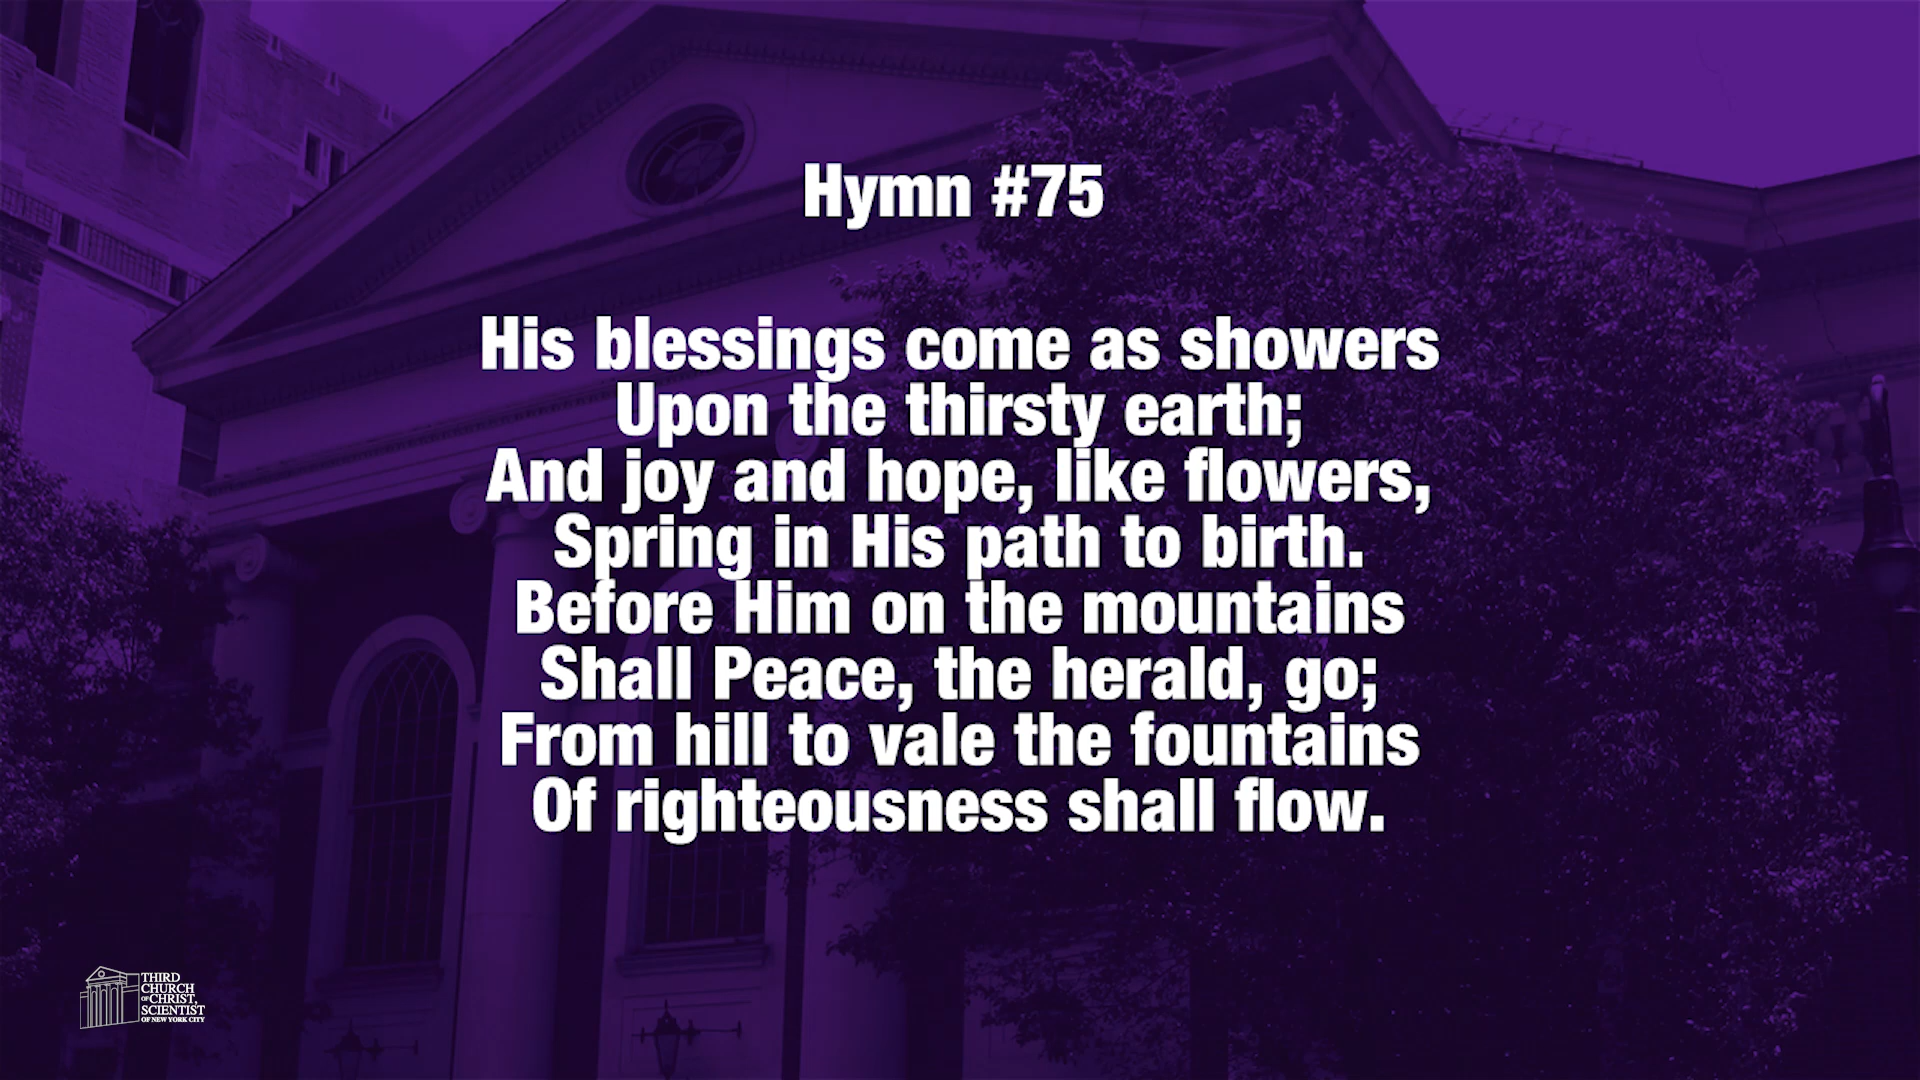 Hymn #75
His blessings come as showers
Upon the thirsty earth;
And joy and hope, like flowers,
Spring in His path to birth.
Before Him on the mountains
Shall Peace, the herald, go;
From hill to vale the fountains
Of righteousness shall flow.
THIRD
CHURCH
OF CHRIST,
SCIENTIST
OF NEW YORK CITY